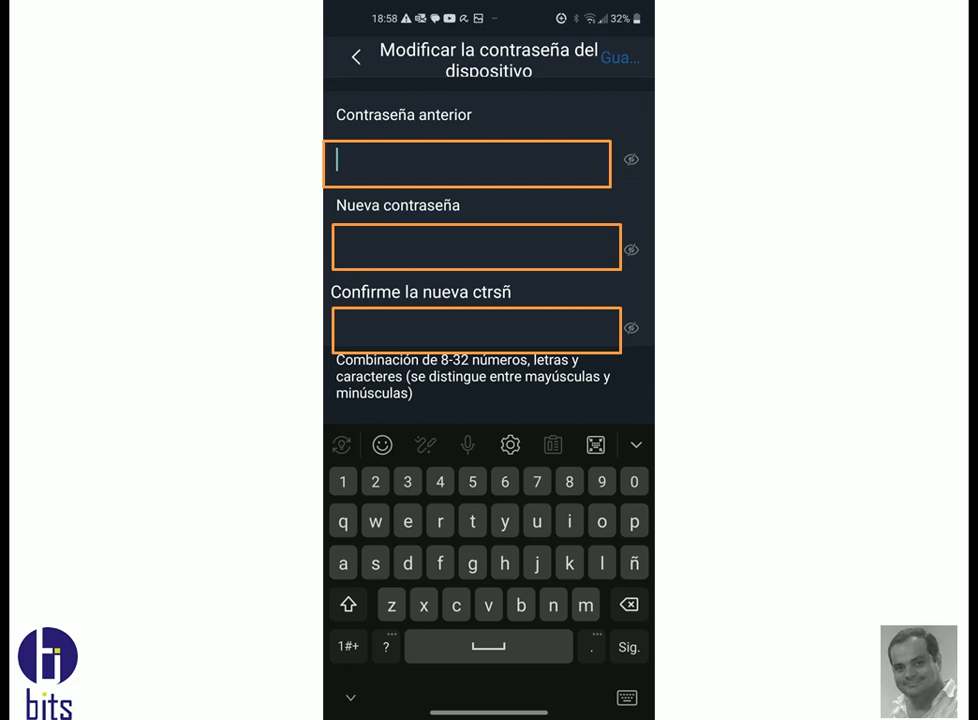 18:58
32%
Modificar la contraseña del
dispositivo
Gua...
Contraseña anterior
Nueva contraseña
Confirme la nueva ctrsñ
Combinación de 8-32 números, letras y
caracteres (se distingue entre mayúsculas y
minúsculas)
1 2 3 4 5 6 7 8 9 0
q w e r t y u i o p
a s d f g h j k l ñ
z x c v b n m
1#+ ? . Sig.
bits